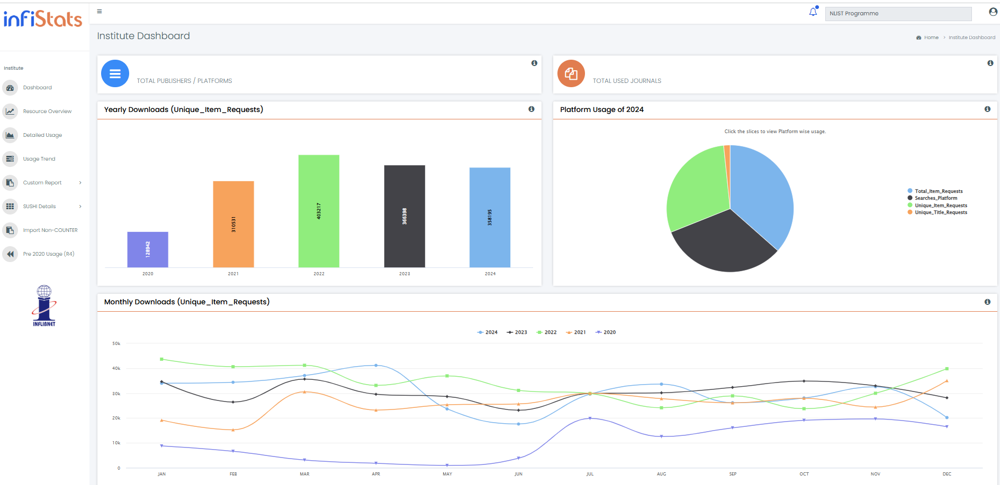 infiStats
NLIST Programme
Institute Dashboard
Home > Institute Dashboard
Institute
Dashboard
Resource Overview
Detailed Usage
Usage Trend
Custom Report
SUSHI Details
Import Non-COUNTER
Pre 2020 Usage (R4)
INFLIBNET
TOTAL PUBLISHERS / PLATFORMS
TOTAL USED JOURNALS
Yearly Downloads (Unique_Item_Requests)
128942
310531
403217
366398
358195
2020 2021 2022 2023 2024
Platform Usage of 2024
Click the slices to view Platform wise usage.
Total_Item_Requests
Searches_Platform
Unique_Item_Requests
Unique_Title_Requests
Monthly Downloads (Unique_Item_Requests)
2024 2023 2022 2021 2020
50k
40k
30k
20k
10k
0
JAN FEB MAR APR MAY JUN JUL AUG SEP OCT NOV DEC